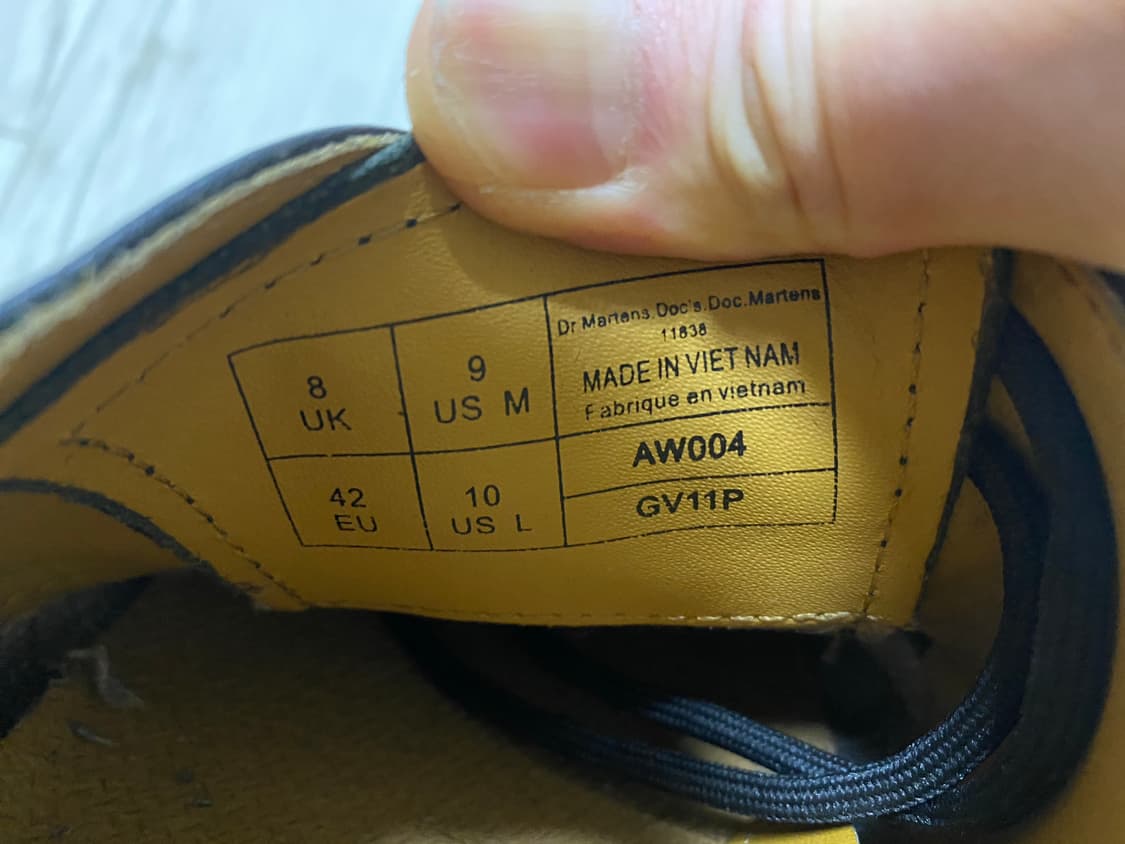 8
UK
9
US M
42
EU
10
US L
Dr Martens.Doc's.Doc.Martens
11838
MADE IN VIET NAM
Fabrique en vietnam
AW004
GV11P